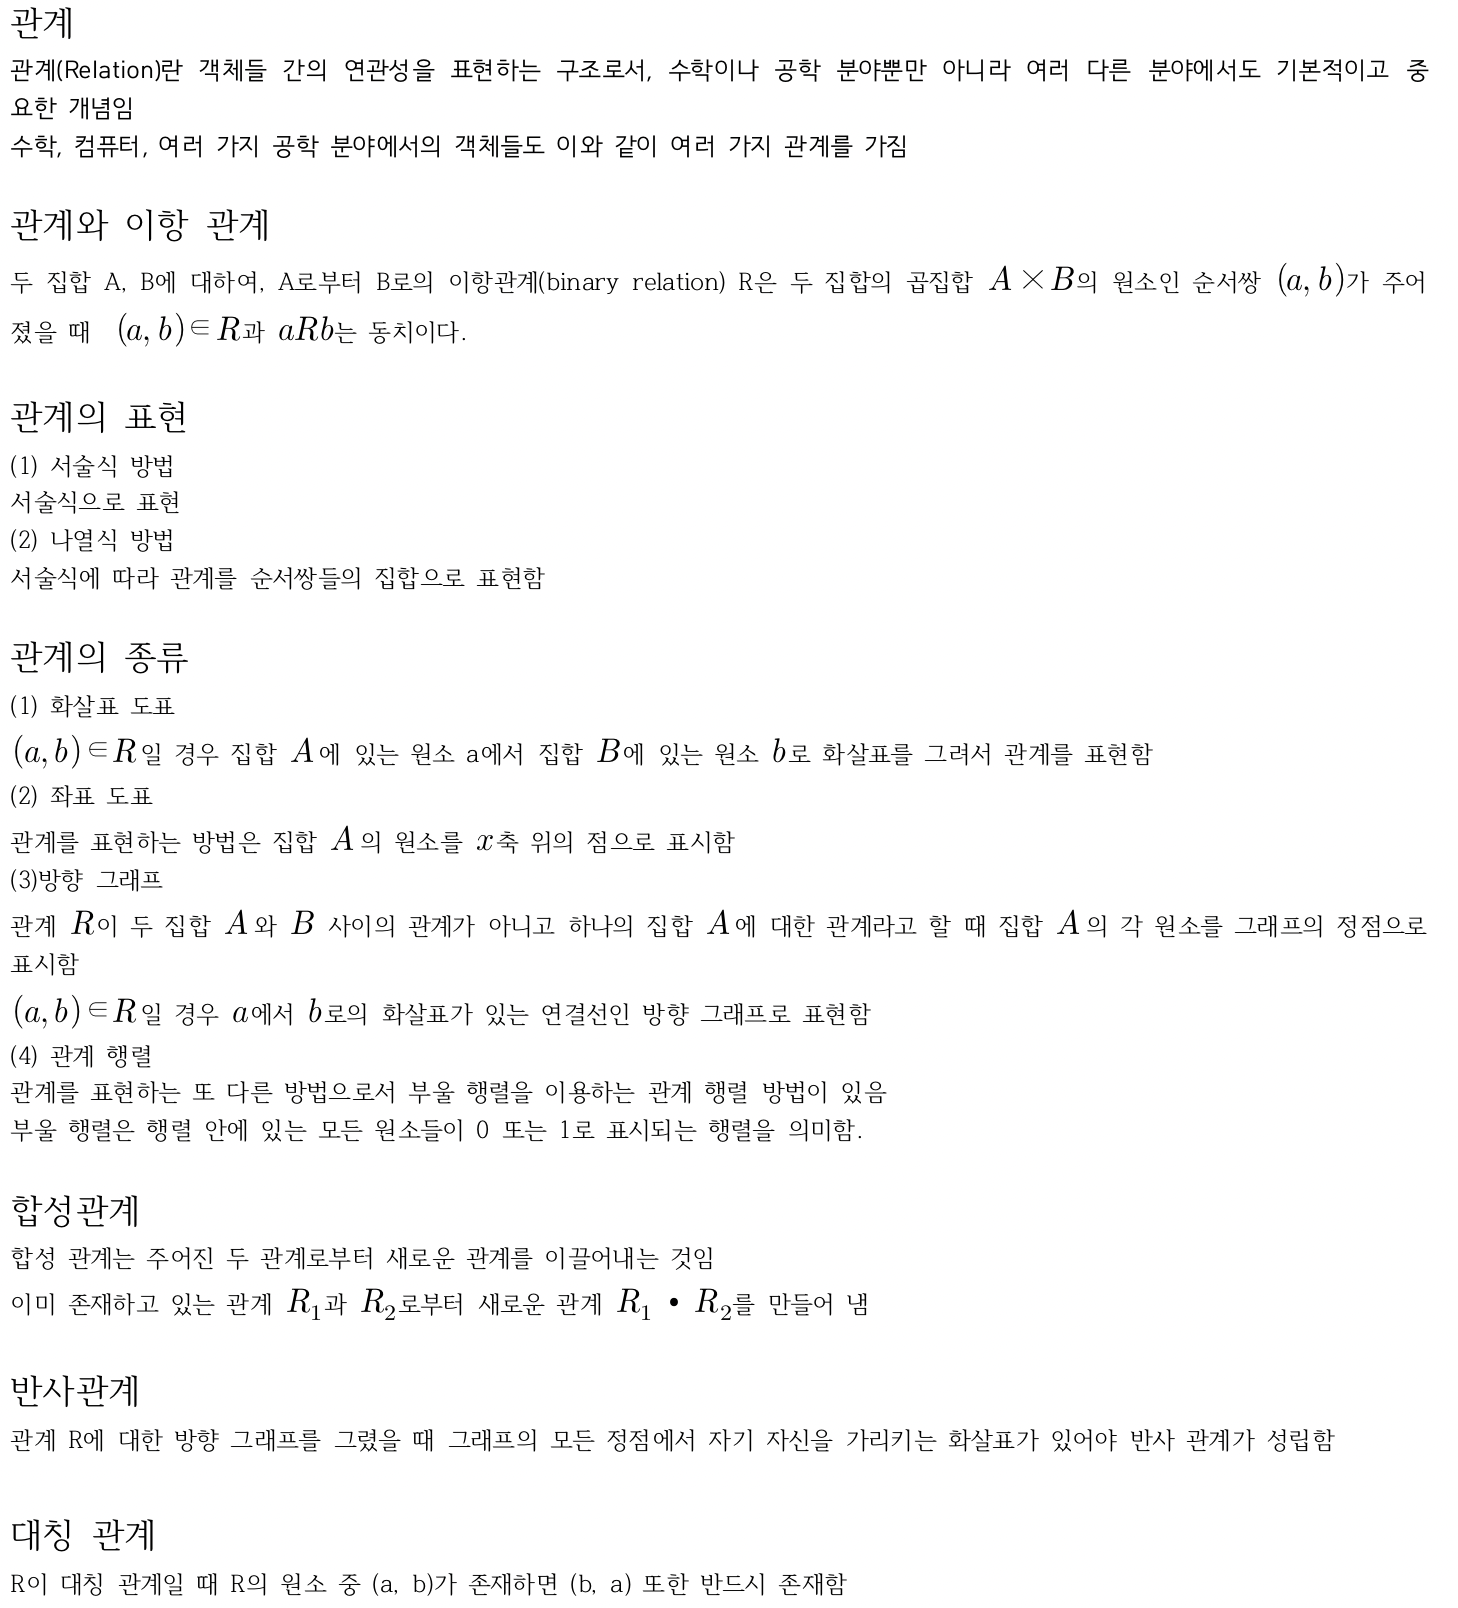 관계
관계(Relation)란 객체들 간의 연관성을 표현하는 구조로서, 수학이나 공학 분야뿐만 아니라 여러 다른 분야에서도 기본적이고 중
요한 개념임
수학, 컴퓨터, 여러 가지 공학 분야에서의 객체들도 이와 같이 여러 가지 관계를 가짐
관계와 이항 관계
두 집합 A, B에 대하여, A로부터 B로의 이항관계(binary relation) R은 두 집합의 곱집합 A×B의 원소인 순서쌍 (a, b)가 주어
졌을 때 (a, b)∈R과 aRb는 동치이다.
관계의 표현
(1) 서술식 방법
서술식으로 표현
(2) 나열식 방법
서술식에 따라 관계를 순서쌍들의 집합으로 표현함
관계의 종류
(1) 화살표 도표
(a, b)∈R일 경우 집합 A에 있는 원소 a에서 집합 B에 있는 원소 b로 화살표를 그려서 관계를 표현함
(2) 좌표 도표
관계를 표현하는 방법은 집합 A의 원소를 x축 위의 점으로 표시함
(3)방향 그래프
관계 R이 두 집합 A와 B 사이의 관계가 아니고 하나의 집합 A에 대한 관계라고 할 때 집합 A의 각 원소를 그래프의 정점으로
표시함
(a, b)∈R일 경우 a에서 b로의 화살표가 있는 연결선인 방향 그래프로 표현함
(4) 관계 행렬
관계를 표현하는 또 다른 방법으로서 부울 행렬을 이용하는 관계 행렬 방법이 있음
부울 행렬은 행렬 안에 있는 모든 원소들이 0 또는 1로 표시되는 행렬을 의미함.
합성관계
합성 관계는 주어진 두 관계로부터 새로운 관계를 이끌어내는 것임
이미 존재하고 있는 관계 R₁과 R₂로부터 새로운 관계 R₁ • R₂를 만들어 냄
반사관계
관계 R에 대한 방향 그래프를 그렸을 때 그래프의 모든 정점에서 자기 자신을 가리키는 화살표가 있어야 반사 관계가 성립함
대칭 관계
R이 대칭 관계일 때 R의 원소 중 (a, b)가 존재하면 (b, a) 또한 반드시 존재함